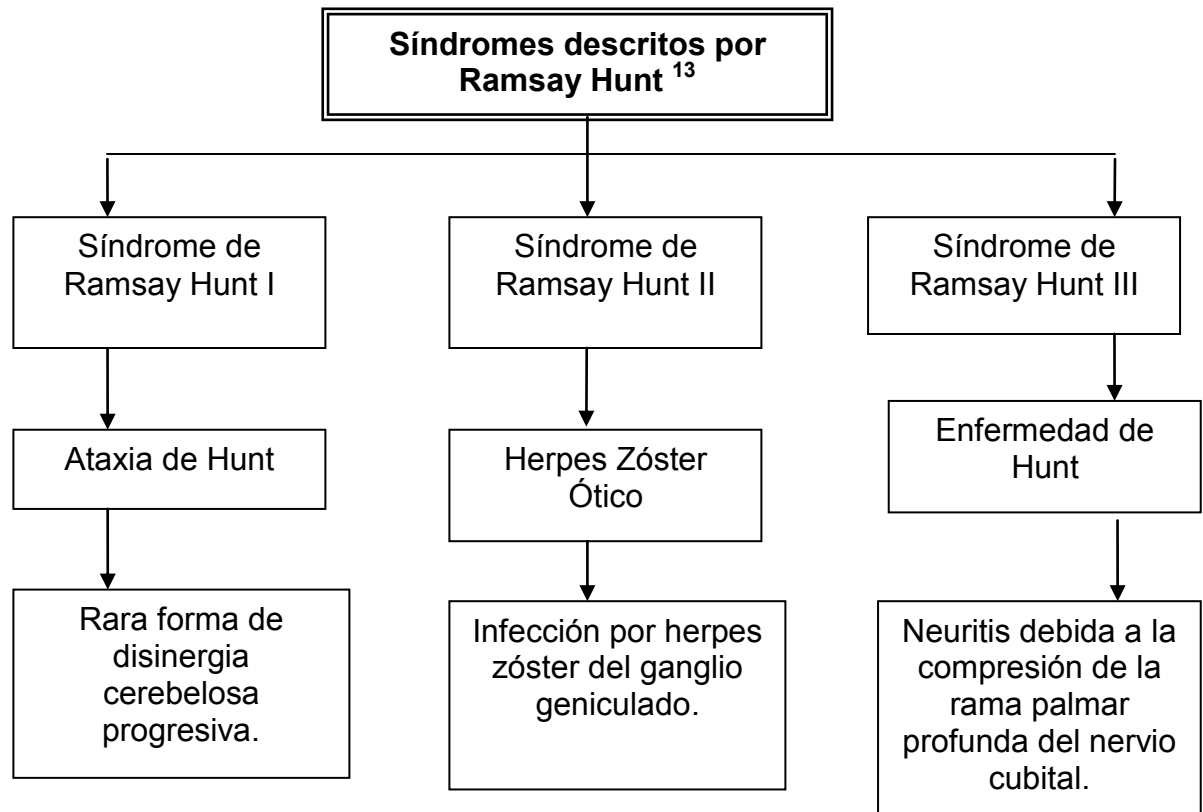 Síndromes descritos por
Ramsay Hunt 13
Síndrome de
Ramsay Hunt I
Síndrome de
Ramsay Hunt II
Síndrome de
Ramsay Hunt III
Ataxia de Hunt
Herpes Zóster
Ótico
Enfermedad de
Hunt
Rara forma de
disinergia
cerebelosa
progresiva.
Infección por herpes
zóster del ganglio
geniculado.
Neuritis debida a la
compresión de la
rama palmar
profunda del nervio
cubital.